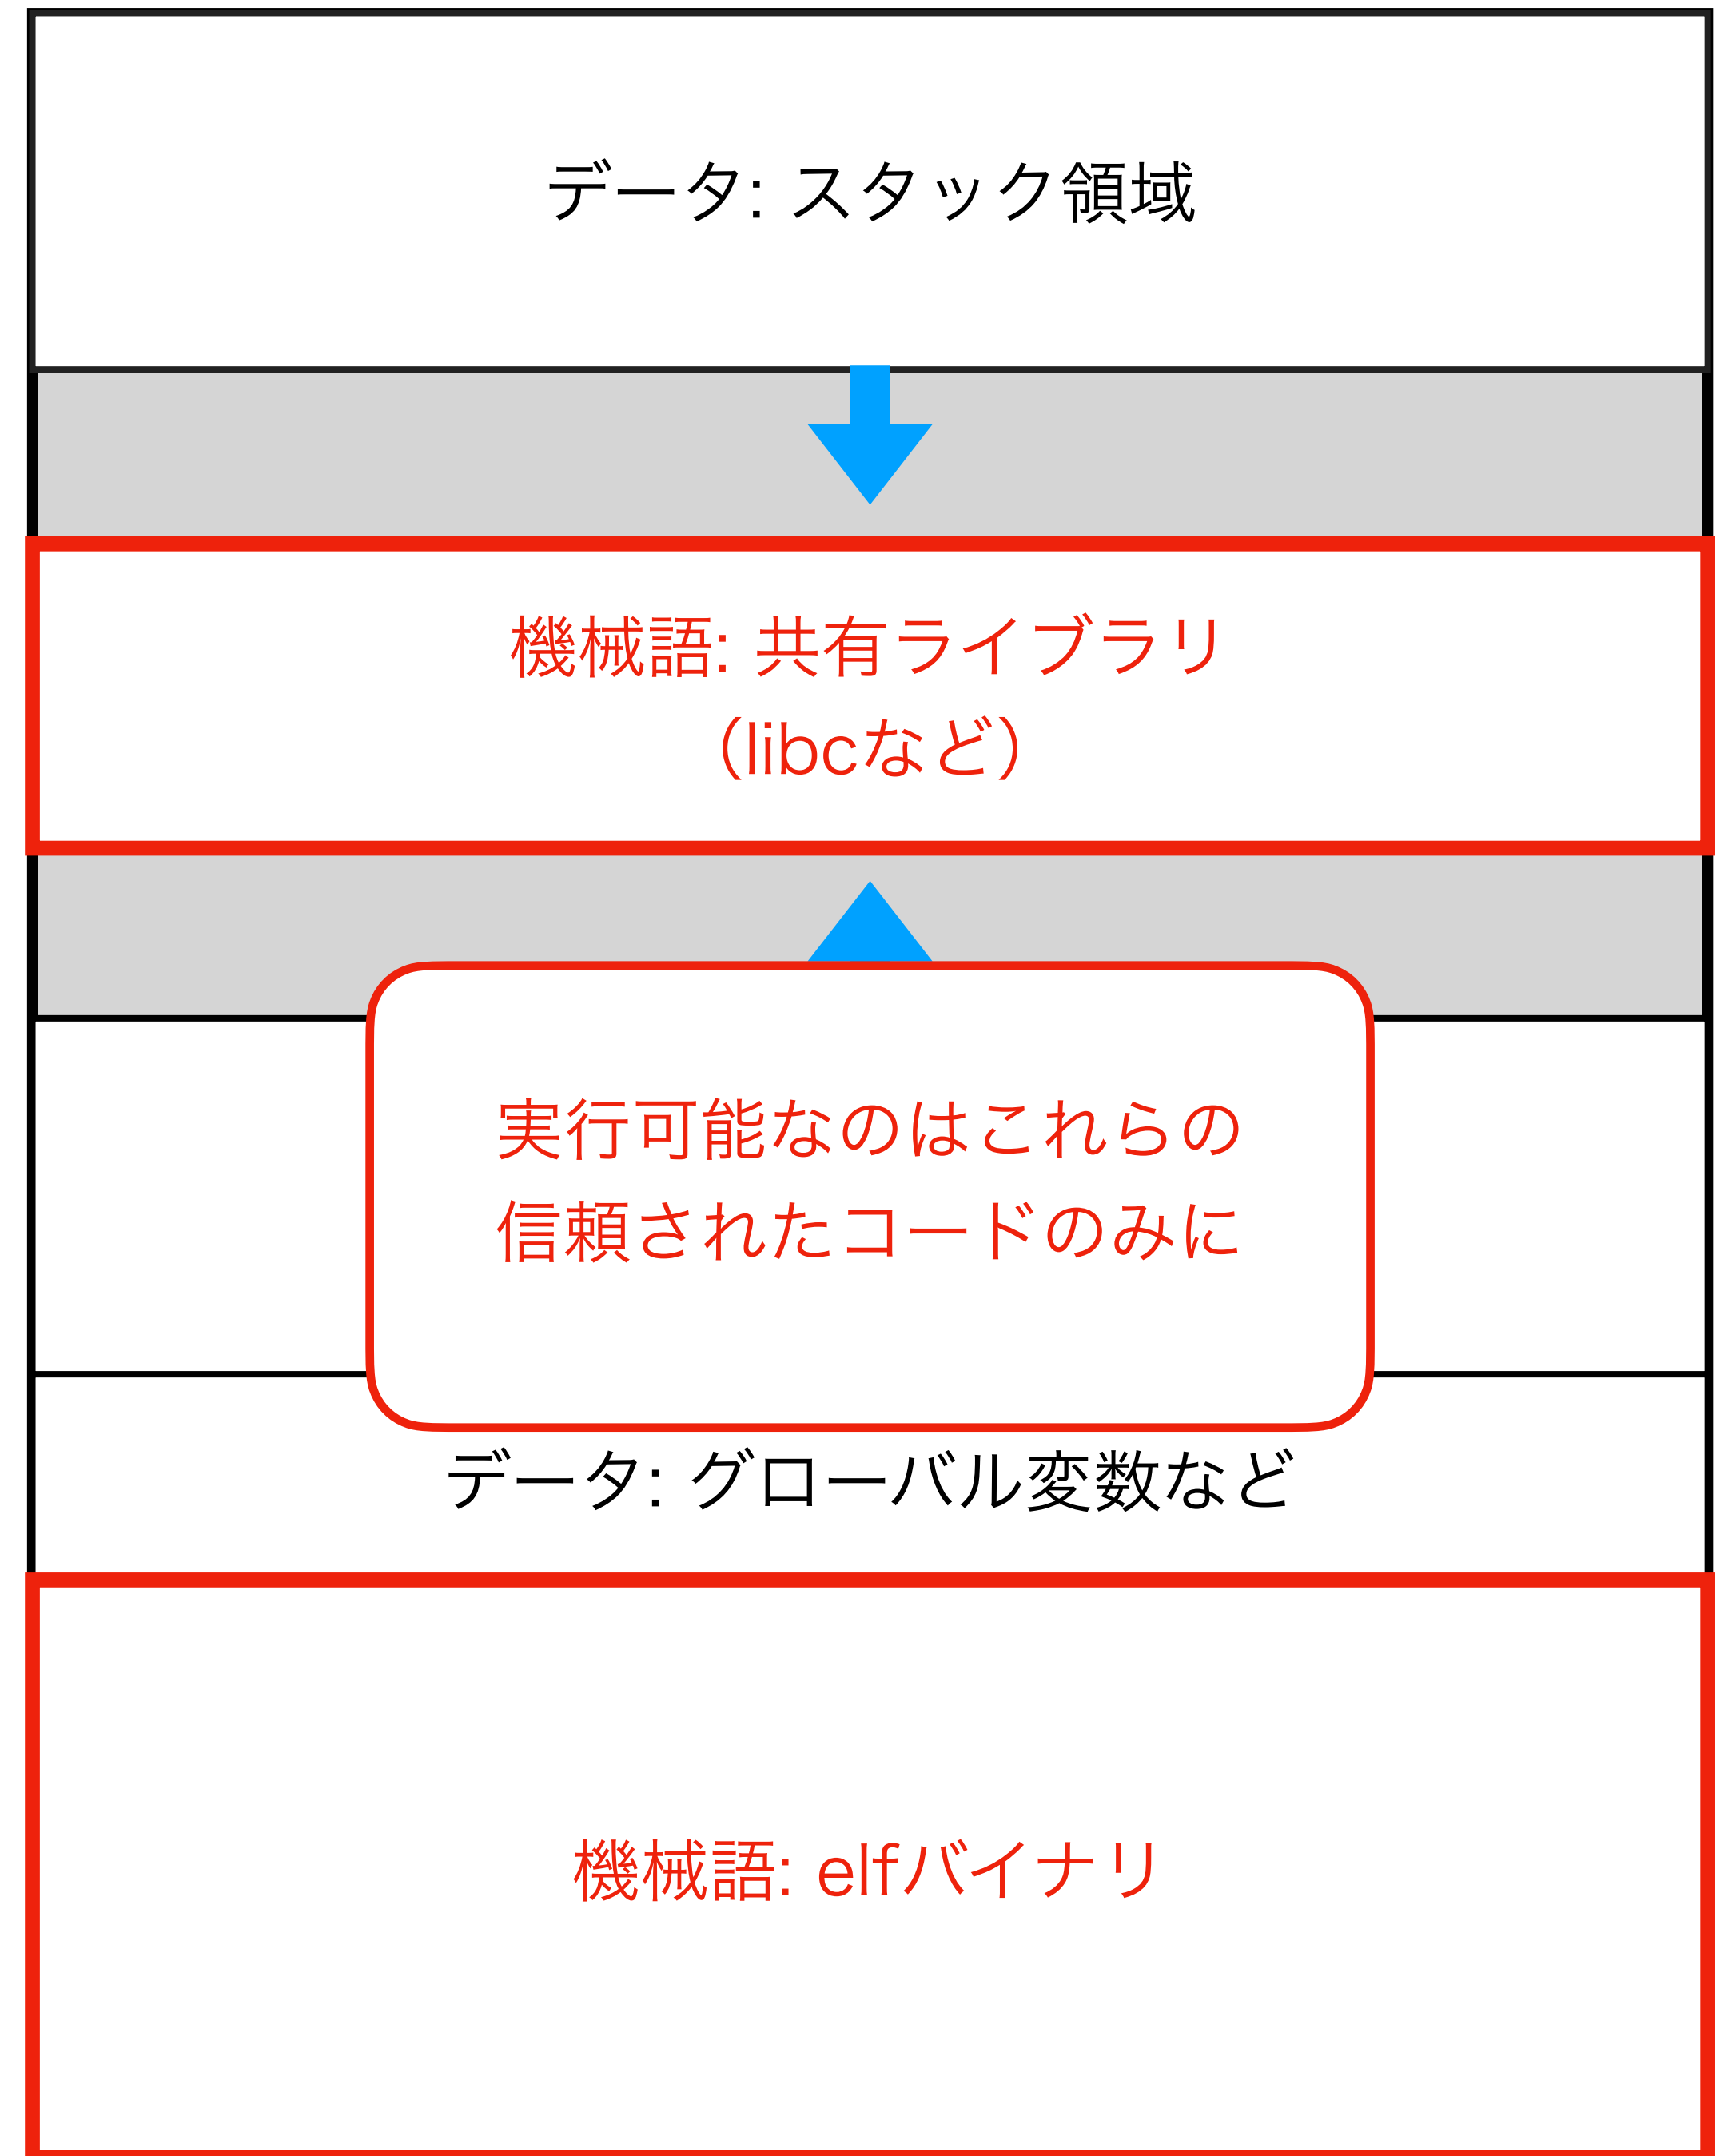 データ: スタック領域
機械語: 共有ライブラリ
（libcなど）
実行可能なのはこれらの
信頼されたコードのみに
データ: グローバル変数など
機械語: elfバイナリ